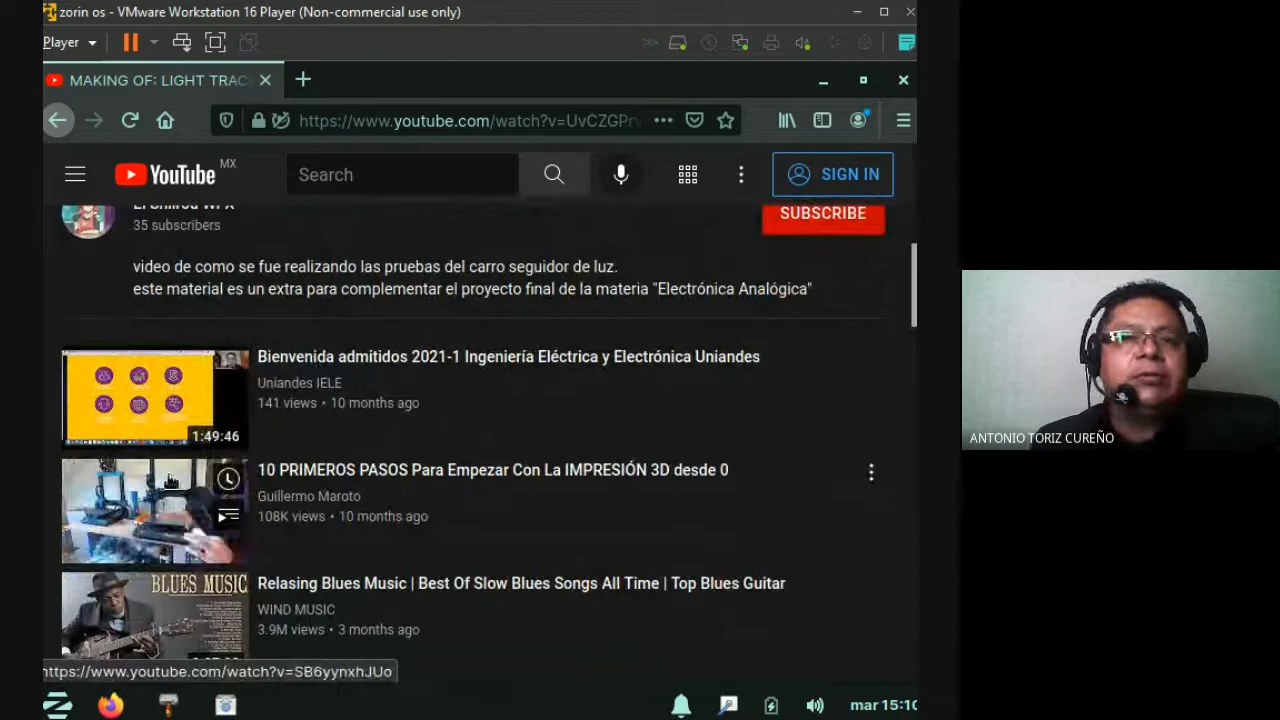 zorin os - VMware Workstation 16 Player (Non-commercial use only)
Player
MAKING OF: LIGHT TRAC
https://www.youtube.com/watch?v=UvCZGPrv
YouTube MX
Search
SIGN IN
35 subscribers
SUBSCRIBE
video de como se fue realizando las pruebas del carro seguidor de luz.
este material es un extra para complementar el proyecto final de la materia "Electrónica Analógica"
Bienvenida admitidos 2021-1 Ingeniería Eléctrica y Electrónica Uniandes
Uniandes IELE
141 views • 10 months ago
1:49:46
10 PRIMEROS PASOS Para Empezar Con La IMPRESIÓN 3D desde 0
Guillermo Maroto
108K views • 10 months ago
BLUES MUSIC
Relasing Blues Music | Best Of Slow Blues Songs All Time | Top Blues Guitar
WIND MUSIC
3.9M views • 3 months ago
https://www.youtube.com/watch?v=SB6yynxhJUo
mar 15:10
ANTONIO TORIZ CUREÑO